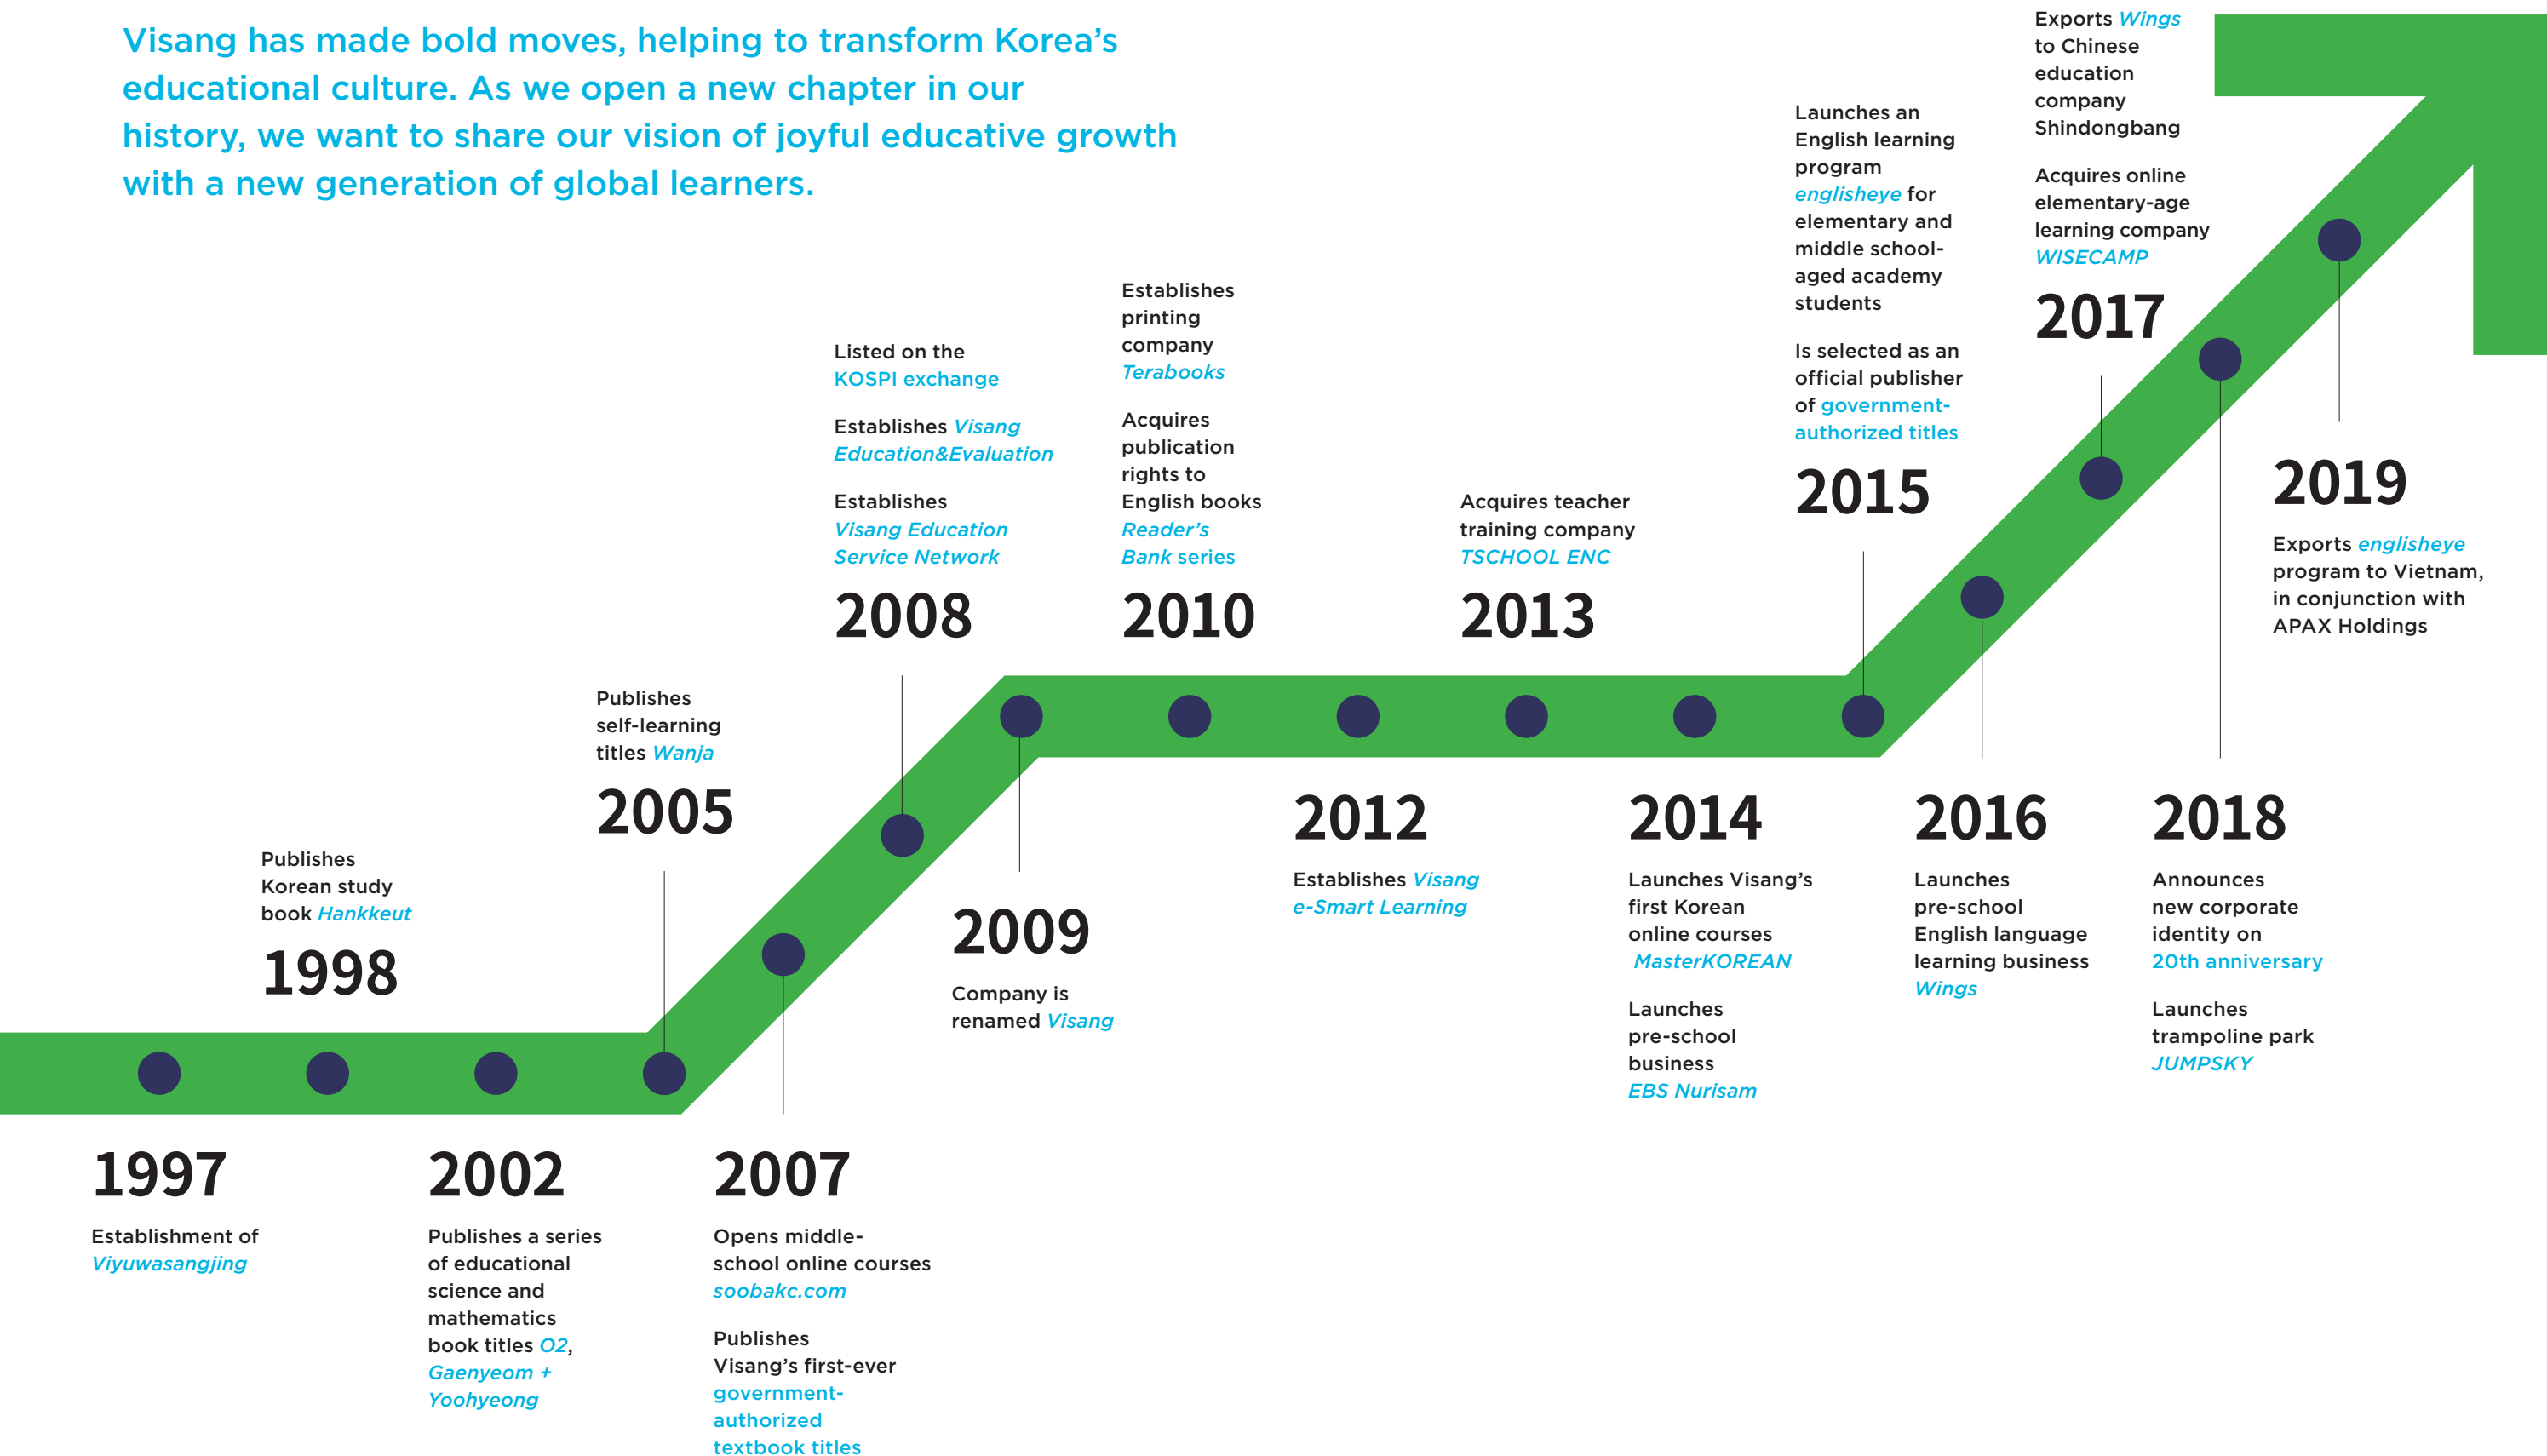 Visang has made bold moves, helping to transform Korea’s
educational culture. As we open a new chapter in our
history, we want to share our vision of joyful educative growth
with a new generation of global learners.
1997
Establishment of
Viyuwasangjing
Publishes
Korean study
book Hankkeut
1998
2002
Publishes a series
of educational
science and
mathematics
book titles O2,
Gaenyeom +
Yoohyeong
Publishes
self-learning
titles Wanja
2005
2007
Opens middle-
school online courses
soobakc.com
Publishes
Visang’s first-ever
government-
authorized
textbook titles
Listed on the
KOSPI exchange
Establishes Visang
Education&Evaluation
Establishes
Visang Education
Service Network
2008
2009
Company is
renamed Visang
Establishes
printing
company
Terabooks
Acquires
publication
rights to
English books
Reader’s
Bank series
2010
2012
Establishes Visang
e-Smart Learning
Acquires teacher
training company
TSCHOOL ENC
2013
2014
Launches Visang’s
first Korean
online courses
MasterKOREAN
Launches
pre-school
business
EBS Nurisam
Launches an
English learning
program
englisheye for
elementary and
middle school-
aged academy
students
Is selected as an
official publisher
of government-
authorized titles
2015
2016
Launches
pre-school
English language
learning business
Wings
Exports Wings
to Chinese
education
company
Shindongbang
Acquires online
elementary-age
learning company
WISECAMP
2017
2018
Announces
new corporate
identity on
20th anniversary
Launches
trampoline park
JUMPSKY
2019
Exports englisheye
program to Vietnam,
in conjunction with
APAX Holdings